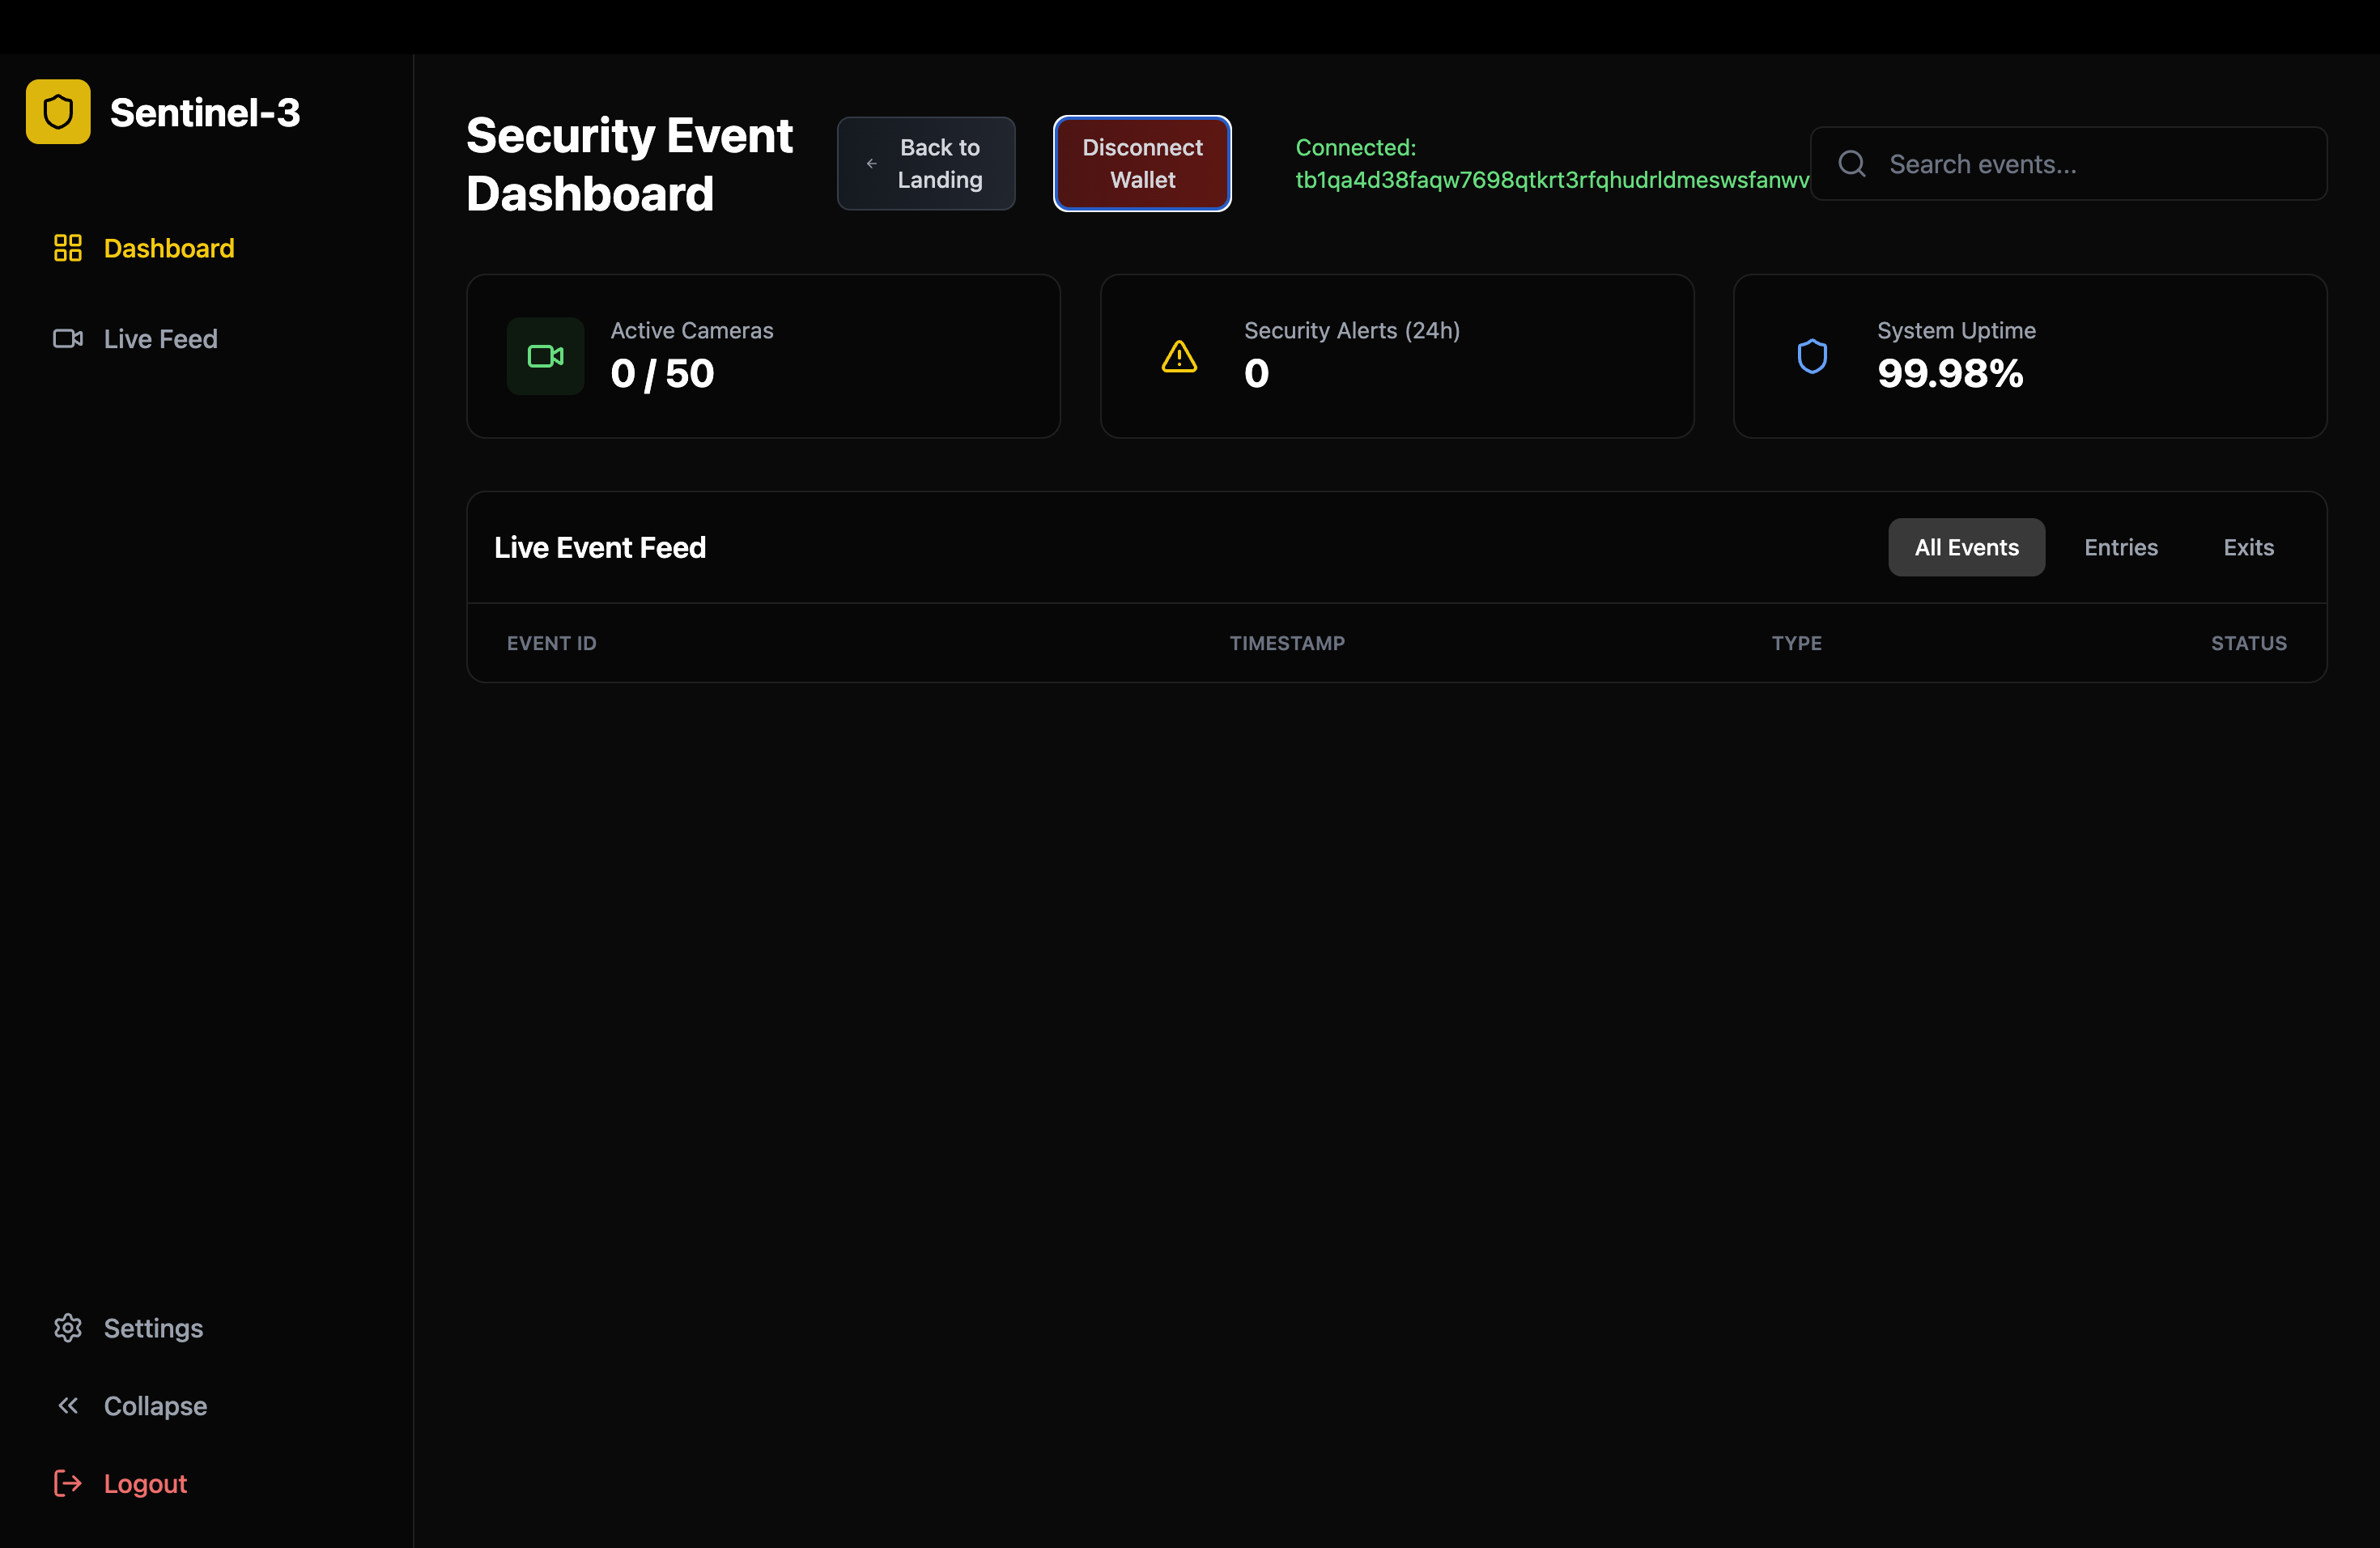 Sentinel-3
Dashboard
Live Feed
Settings
Collapse
Logout
Security Event
Dashboard
Back to
Landing
Disconnect
Wallet
Connected:
tb1qa4d38faqw7698qtkrt3rfqhudrldmeswsfanwv
Search events...
Active Cameras
0 / 50
Security Alerts (24h)
0
System Uptime
99.98%
Live Event Feed
All Events
Entries
Exits
EVENT ID
TIMESTAMP
TYPE
STATUS